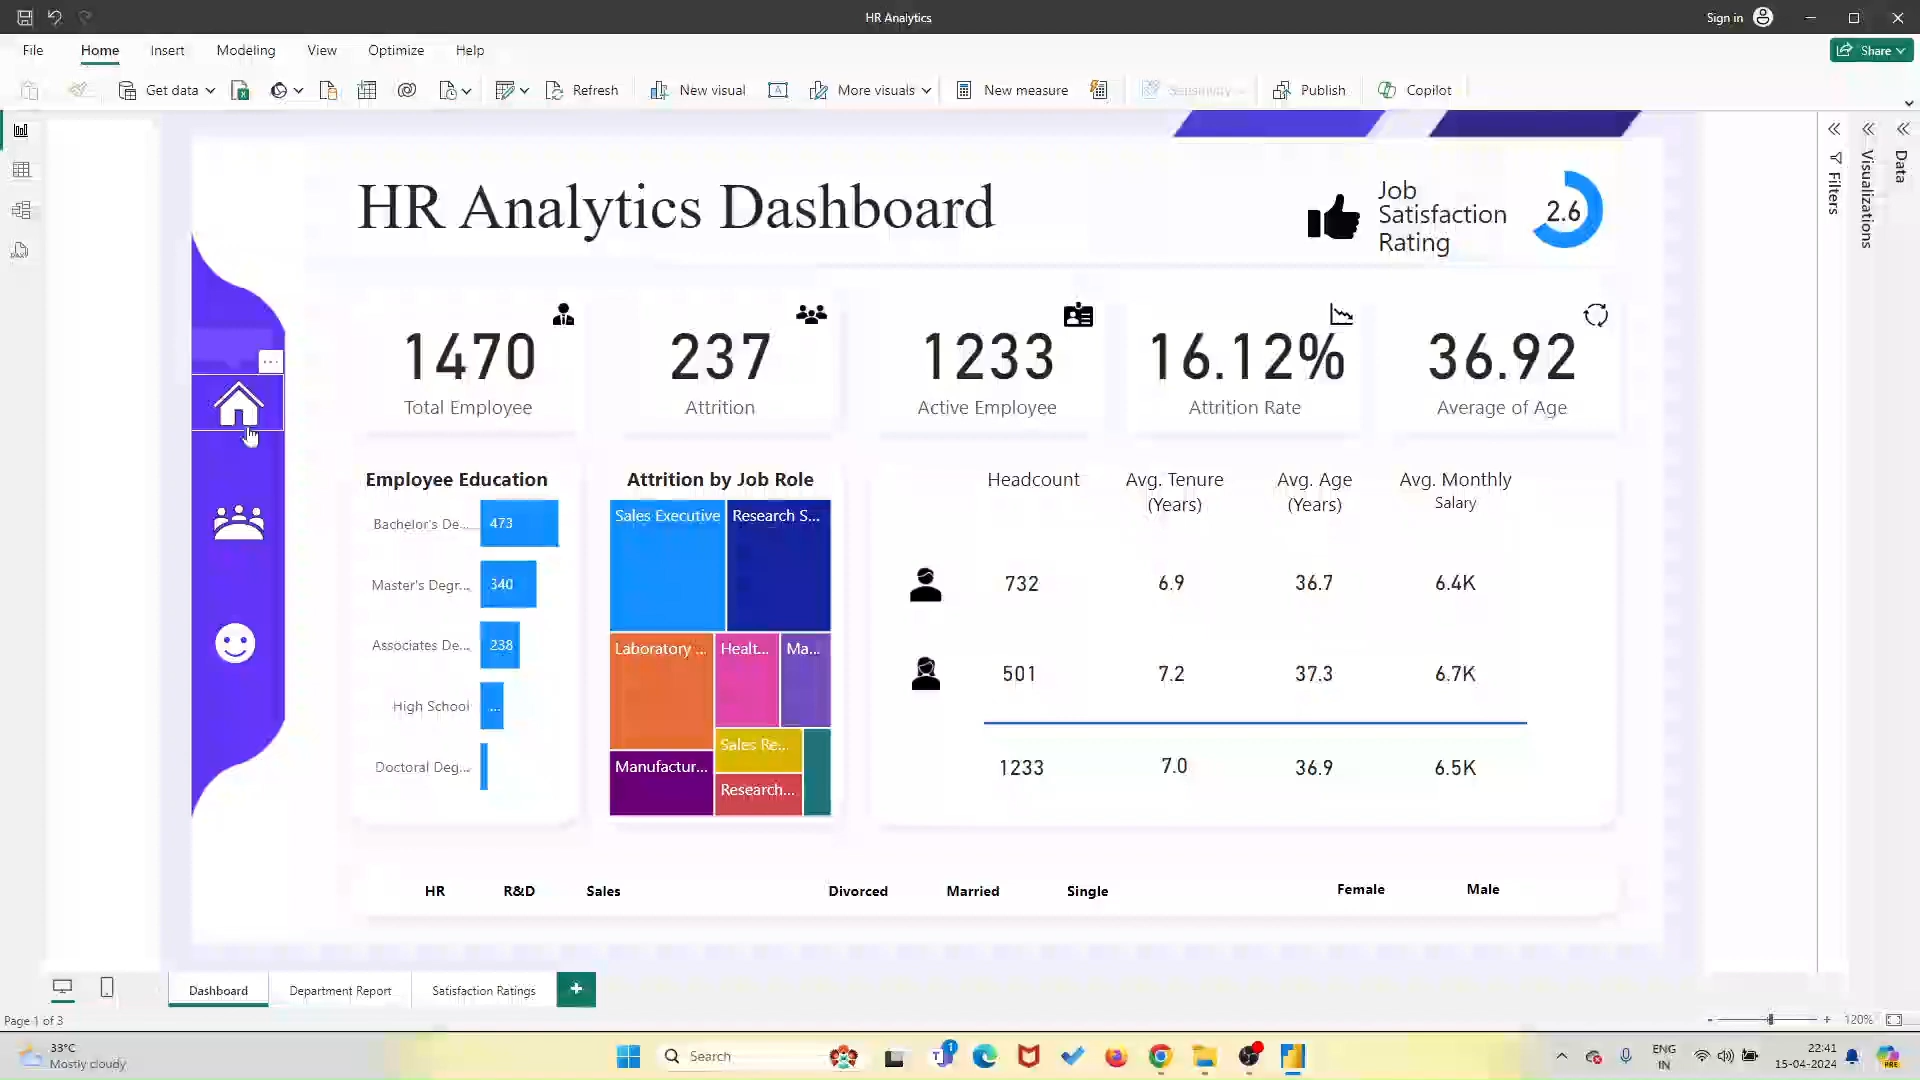 HR Analytics
Sign in
File
Home
Insert
Modeling
View
Optimize
Help
Share
Get data
Refresh
New visual
More visuals
New measure
Sensitivity
Publish
Copilot
HR Analytics Dashboard
Job
Satisfaction
Rating
2.6
Filters
Visualizations
Data
1470
Total Employee
237
Attrition
1233
Active Employee
16.12%
Attrition Rate
36.92
Average of Age
Employee Education
Bachelor's De... 473
Master's Degr... 340
Associates De... 238
High School ...
Doctoral Deg...
Attrition by Job Role
Sales Executive
Research S...
Laboratory ...
Healt...
Ma...
Manufactur...
Sales Re...
Research...
Headcount
Avg. Tenure
(Years)
Avg. Age
(Years)
Avg. Monthly
Salary
732 6.9 36.7 6.4K
501 7.2 37.3 6.7K
1233 7.0 36.9 6.5K
HR R&D Sales
Divorced Married Single
Female Male
Dashboard
Department Report
Satisfaction Ratings
+
Page 1 of 3
- + 120%
33°C
Mostly cloudy
Search
1
ENG
IN
22:41
15-04-2024
PRE